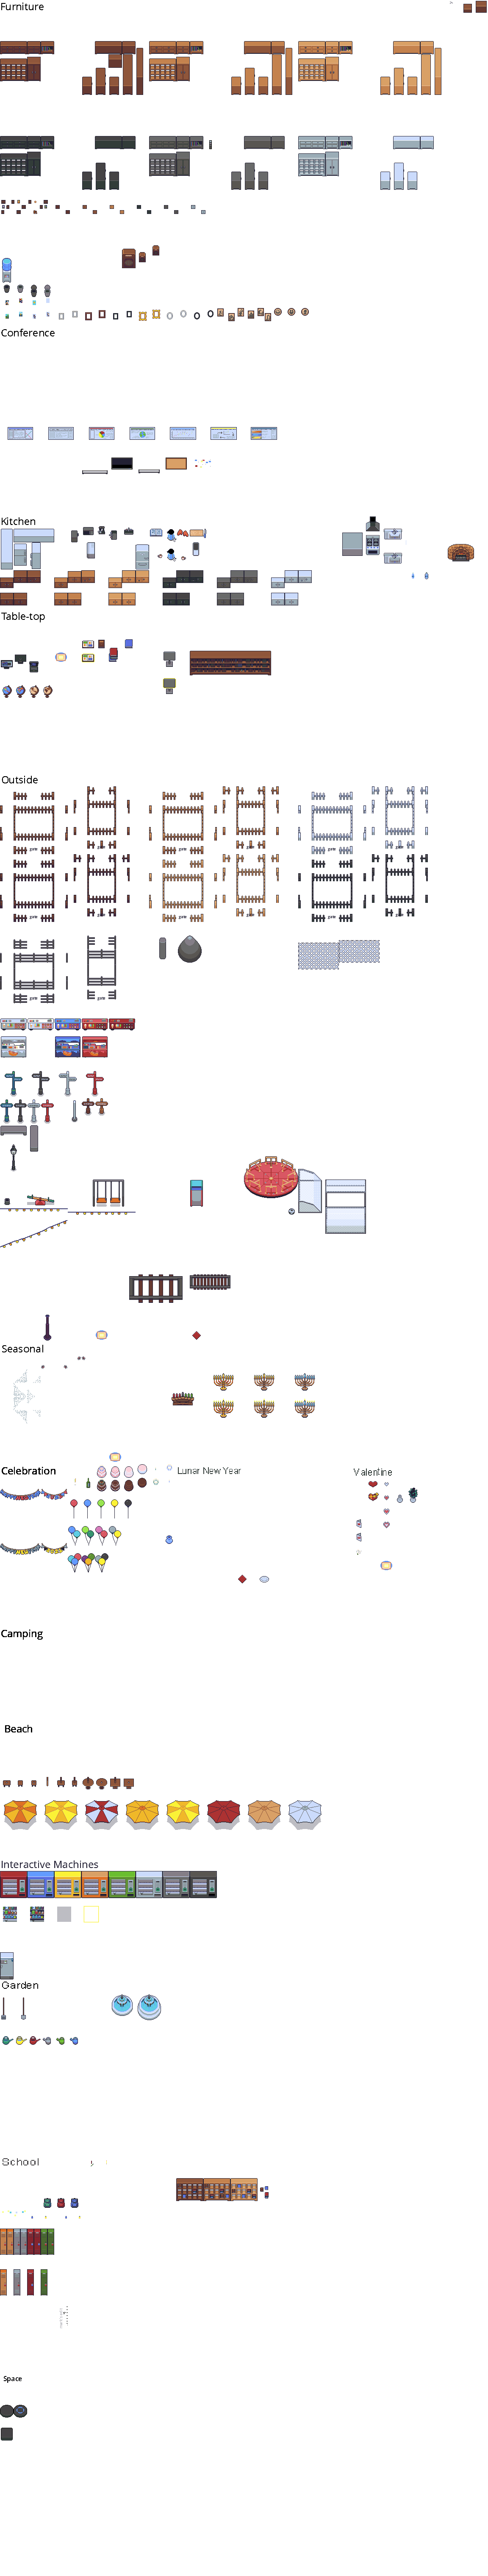 Furniture
Conference
Kitchen
Table-top
Outside
Seasonal
Celebration
Lunar New Year
Valentine
Camping
Beach
Interactive Machines
Garden
School
Space